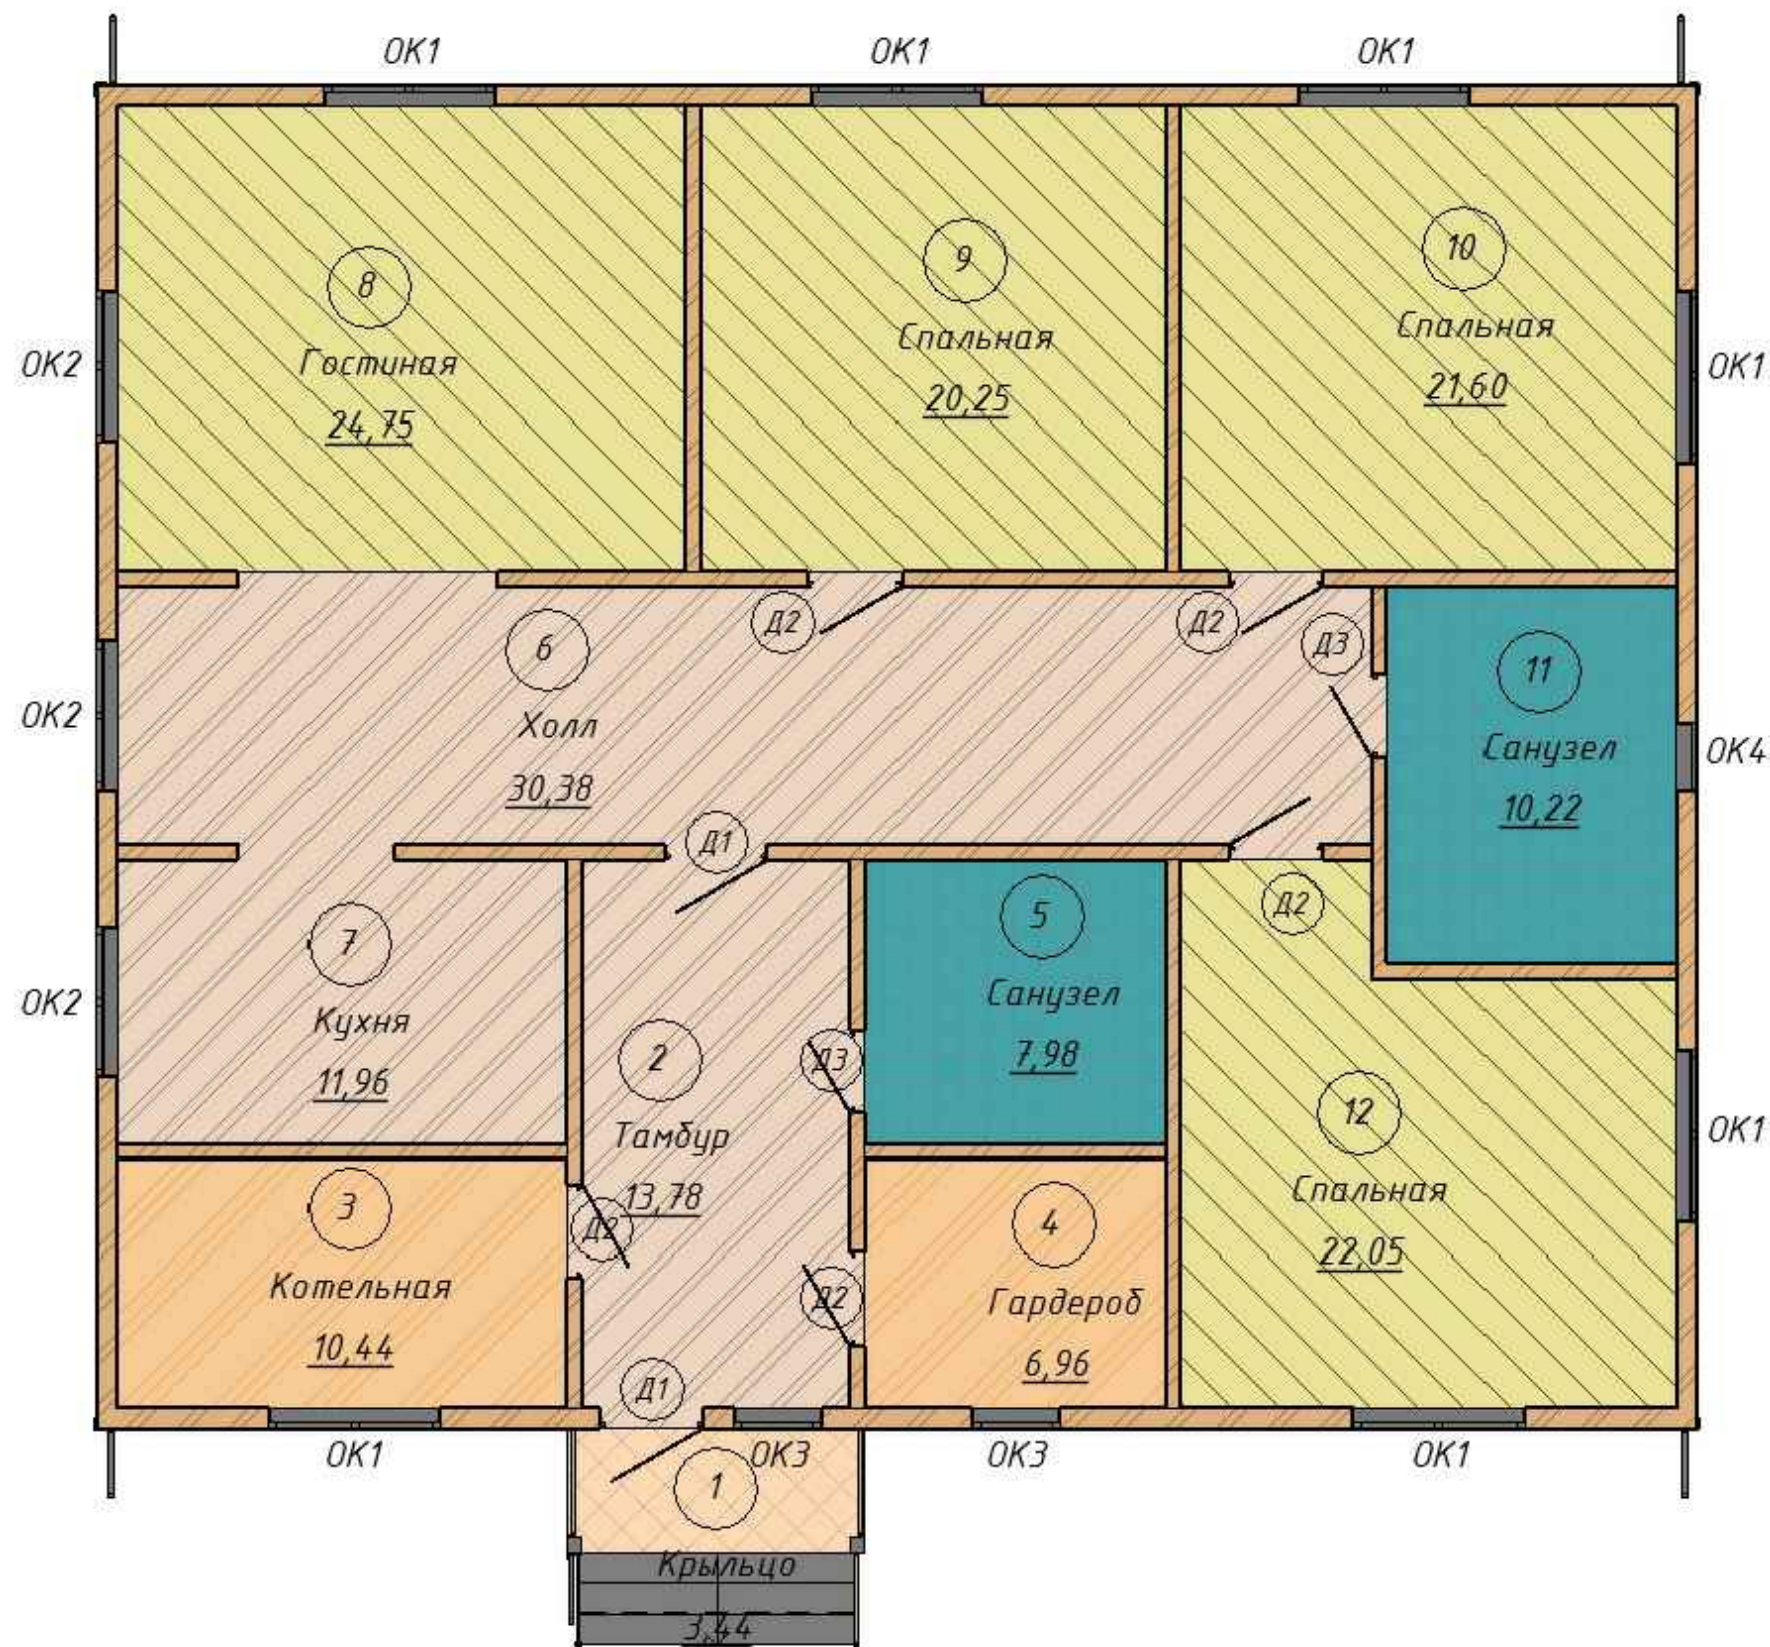 ОК1
ОК1
ОК1
8
Гостиная
24,75
9
Спальная
20,25
10
Спальная
21,60
ОК2
ОК1
Д2
Д2
Д3
6
Холл
30,38
11
Санузел
10,22
ОК2
ОК4
Д1
Д2
7
Кухня
11,96
2
Тамбур
13,78
5
Санузел
7,98
Д3
ОК2
12
Спальная
22,05
ОК1
3
Котельная
10,44
Д2
Д2
4
Гардероб
6,96
Д1
ОК1
ОК3
ОК3
ОК1
1
Крыльцо
3,44